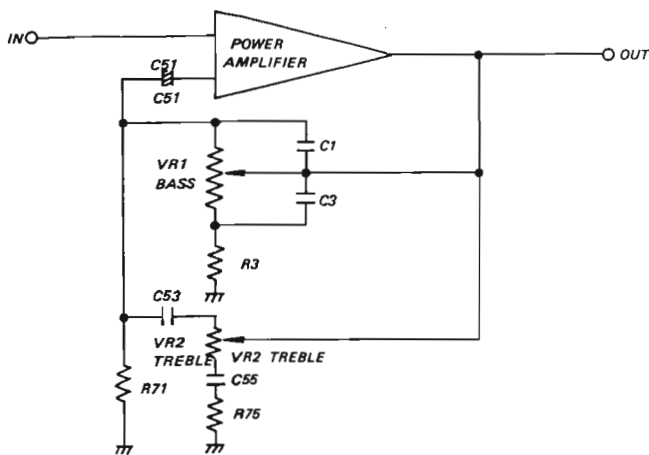 IN
POWER
AMPLIFIER
OUT
C51
C51
C1
VR1
BASS
C3
R3
C53
VR2
TREBLE
VR2 TREBLE
C55
R71
R75